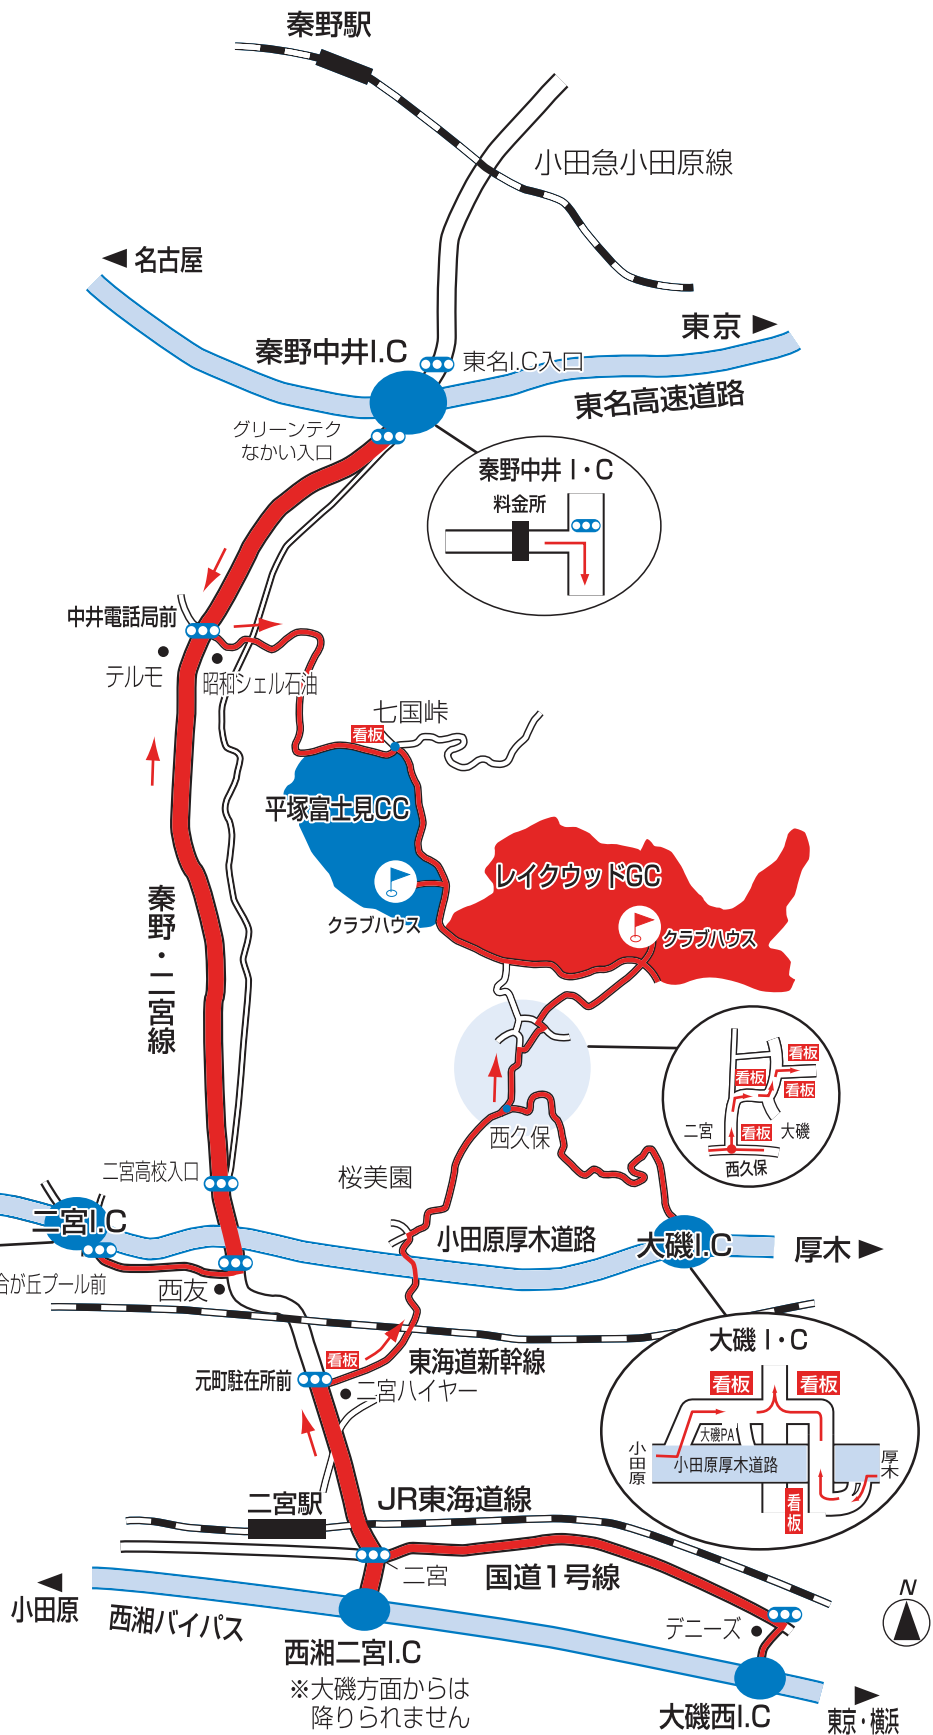 秦野駅
小田急小田原線
名古屋
東京
秦野中井I.C
東名I.C入口
東名高速道路
グリーンテク
なかい入口
秦野中井 I・C
料金所
中井電話局前
テルモ
昭和シェル石油
七国峠
看板
平塚富士見CC
レイクウッドGC
クラブハウス
クラブハウス
秦野・二宮線
看板
看板
看板
二宮
看板
大磯
西久保
西久保
二宮高校入口
桜美園
二宮I.C
小田原厚木道路
大磯I.C
厚木
合が丘プール前
西友
大磯 I・C
看板
看板
大磯PA
小田原
小田原厚木道路
厚木
看板
看板
東海道新幹線
元町駐在所前
二宮ハイヤー
二宮駅
JR東海道線
二宮
国道1号線
小田原
西湘バイパス
デニーズ
N
西湘二宮I.C
※大磯方面からは
降りられません
大磯西I.C
東京・横浜